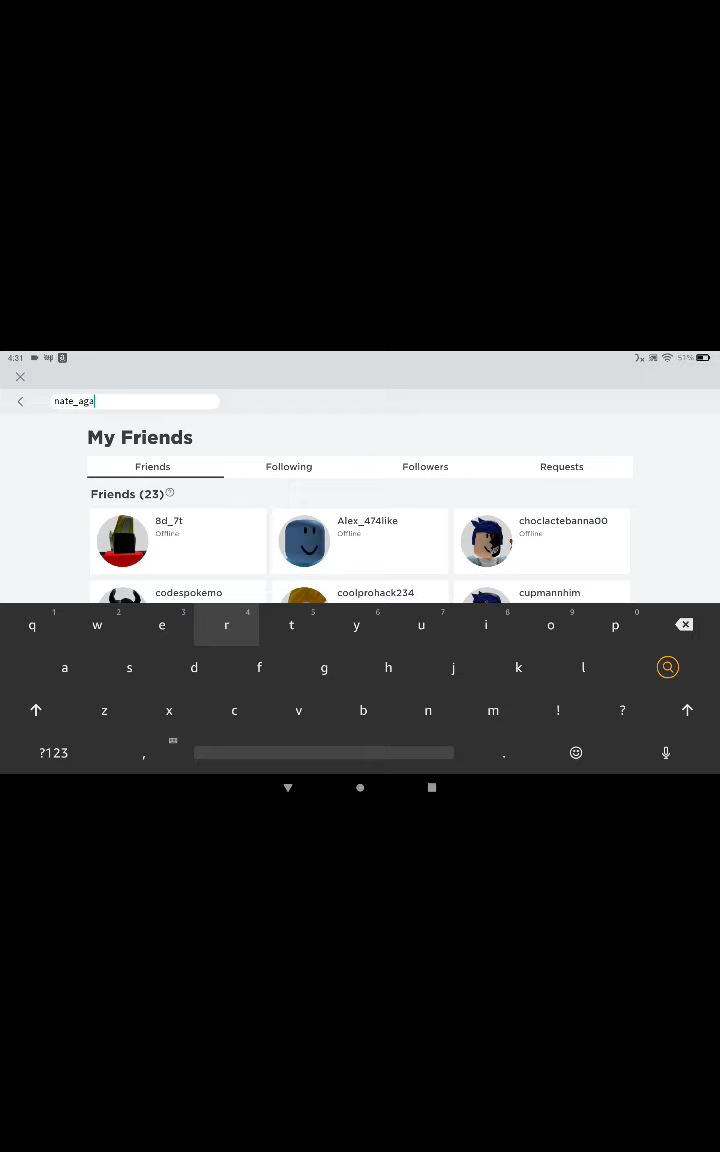 4:31 51%
nate_aga
My Friends
Friends Following Followers Requests
Friends (23) ?
8d_7t Alex_474like choclactebanna00
Offline Offline Offline
codespokemo coolprohack234 cupmannhim
1 2 3 4 5 6 7 8 9 0
q w e r t y u i o p
a s d f g h j k l
z x c v b n m ! ?
?123 , .